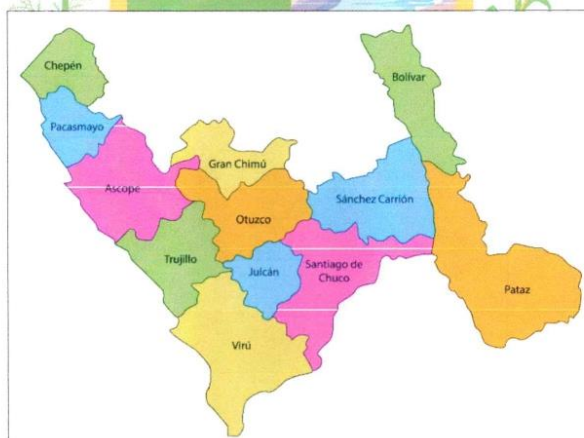 Chepén
Bolívar
Pacasmayo
Gran Chimú
Ascope
Sánchez Carrión
Otuzco
Trujillo
Julcán
Santiago de
Chuco
Pataz
Virú